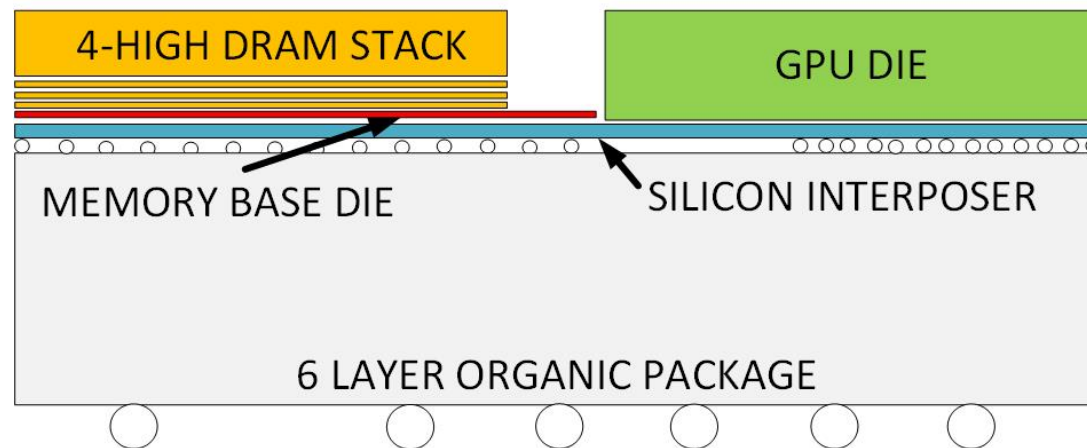 4-HIGH DRAM STACK
GPU DIE
MEMORY BASE DIE
SILICON INTERPOSER
6 LAYER ORGANIC PACKAGE